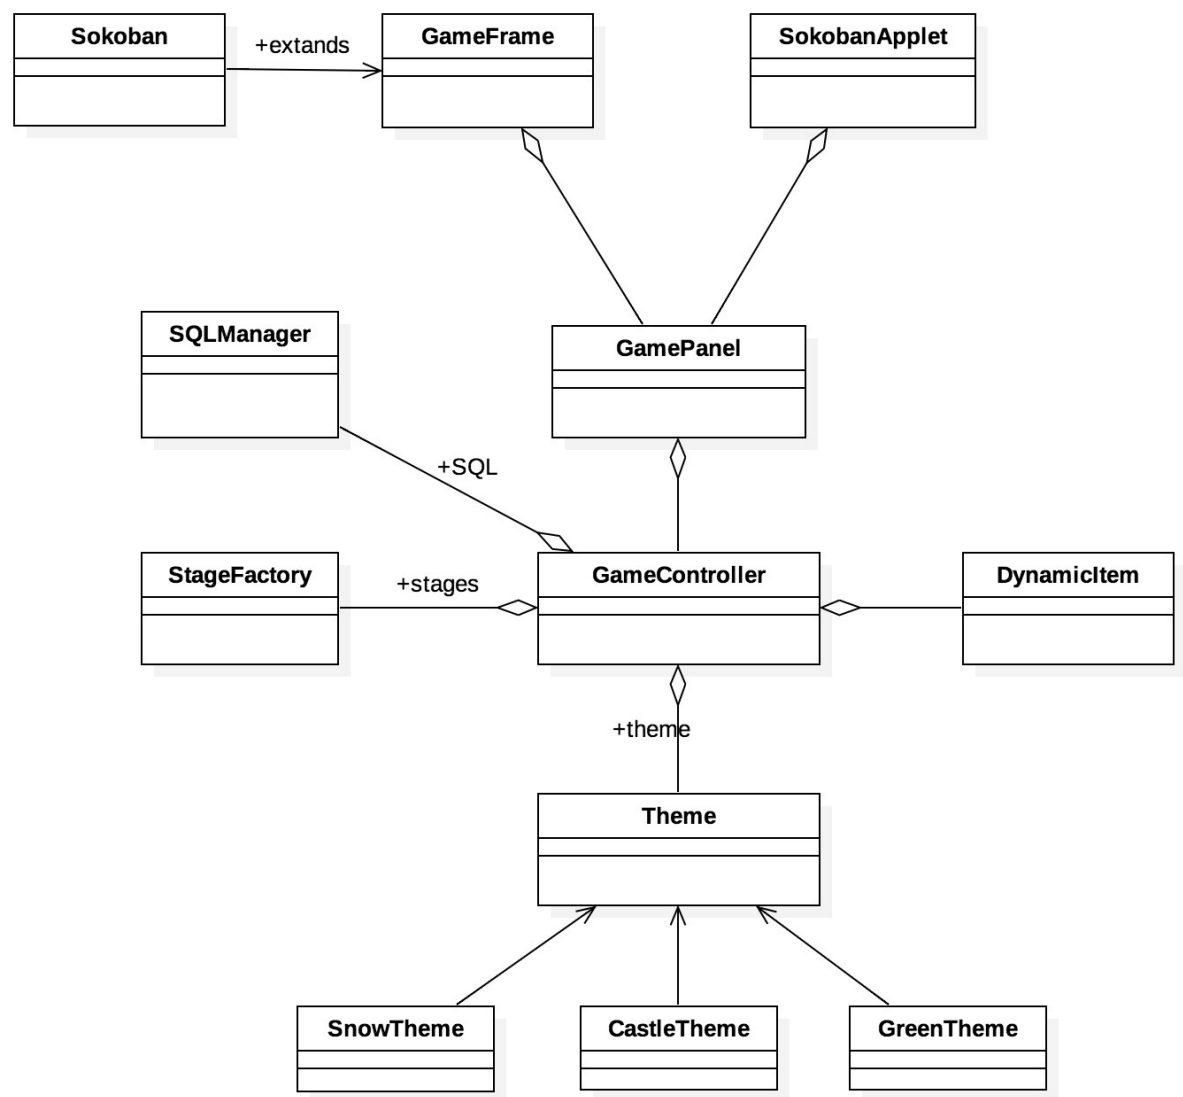 Sokoban
+extands
GameFrame
SokobanApplet
SQLManager
GamePanel
+SQL
StageFactory
+stages
GameController
DynamicItem
+theme
Theme
SnowTheme
CastleTheme
GreenTheme